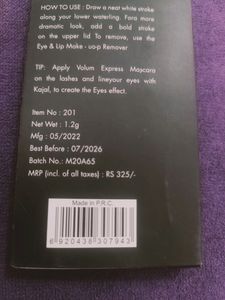 HOW TO USE : Draw a neat white stroke
along your lower waterling. Fora more
dramatic look, add a bold stroke
on the upper lid To remove, use the
Eye & Lip Make - uo-p Remover
TIP: Apply Volum Express Mascara
on the lashes and lineyour eyes with
Kajal, to create the Eyes effect.
Item No : 201
Net Wet : 1.2g
Mfg : 05/2022
Best Before : 07/2026
Batch No.: M20A65
MRP (incl. of all taxes) : RS 325/-
Made in P.R.C.
6 920436 307943